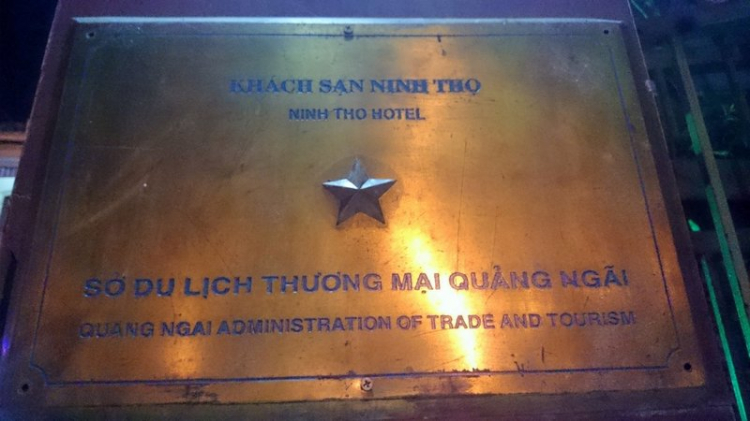 KHÁCH SẠN NINH THỌ
NINH THO HOTEL
SỞ DU LỊCH THƯƠNG MẠI QUẢNG NGÃI
QUANG NGAI ADMINISTRATION OF TRADE AND TOURISM